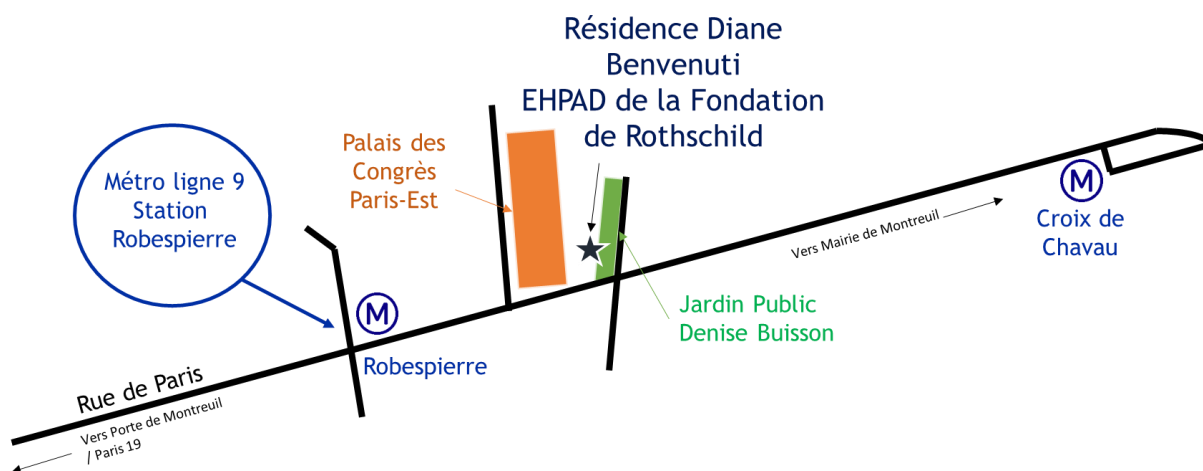 Résidence Diane
Benvenuti
EHPAD de la Fondation
de Rothschild
Palais des
Congrès
Paris-Est
Métro ligne 9
Station
Robespierre
M
Croix de
Chavau
Vers Mairie de Montreuil
Jardin Public
Denise Buisson
M
Robespierre
Rue de Paris
Vers Porte de Montreuil
/ Paris 19